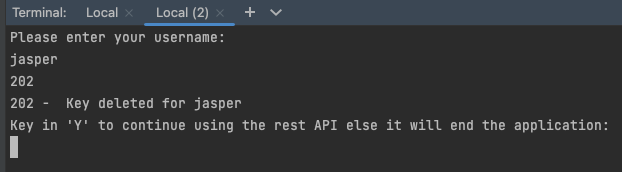 Terminal: Local × Local (2) × +
Please enter your username:
jasper
202
202 -  Key deleted for jasper
Key in 'Y' to continue using the rest API else it will end the application: